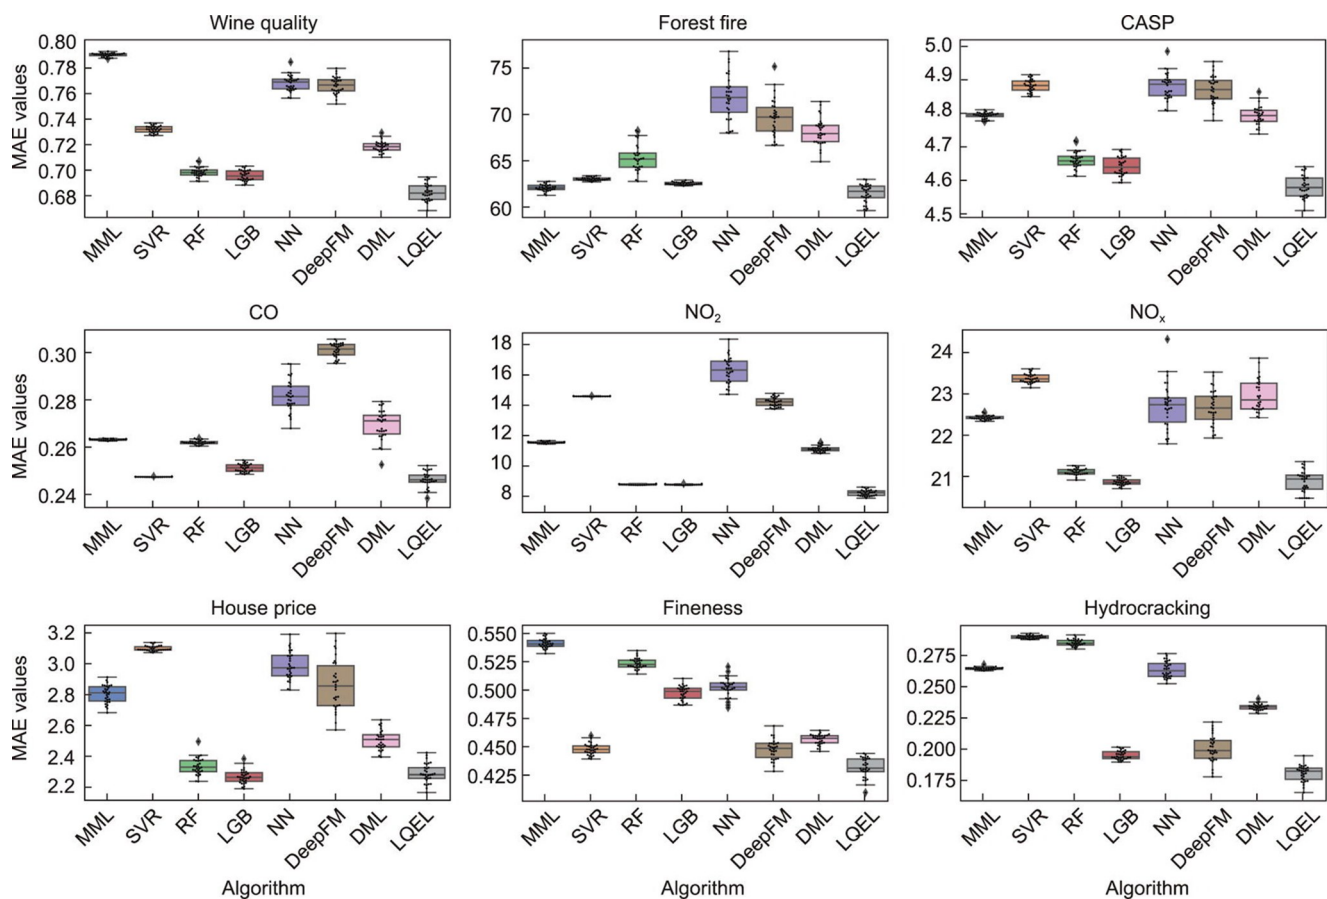 Wine quality
MAE values
0.80
0.78
0.76
0.74
0.72
0.70
0.68
MML SVR RF LGB NN DeepFM DML LQEL
Forest fire
75
70
65
60
MML SVR RF LGB NN DeepFM DML LQEL
CASP
5.0
4.9
4.8
4.7
4.6
4.5
MML SVR RF LGB NN DeepFM DML LQEL
CO
MAE values
0.30
0.28
0.26
0.24
MML SVR RF LGB NN DeepFM DML LQEL
NO2
18
16
14
12
10
8
MML SVR RF LGB NN DeepFM DML LQEL
NOx
24
23
22
21
MML SVR RF LGB NN DeepFM DML LQEL
House price
MAE values
3.2
3.0
2.8
2.6
2.4
2.2
MML SVR RF LGB NN DeepFM DML LQEL
Algorithm
Fineness
0.550
0.525
0.500
0.475
0.450
0.425
MML SVR RF LGB NN DeepFM DML LQEL
Algorithm
Hydrocracking
0.275
0.250
0.225
0.200
0.175
MML SVR RF LGB NN DeepFM DML LQEL
Algorithm